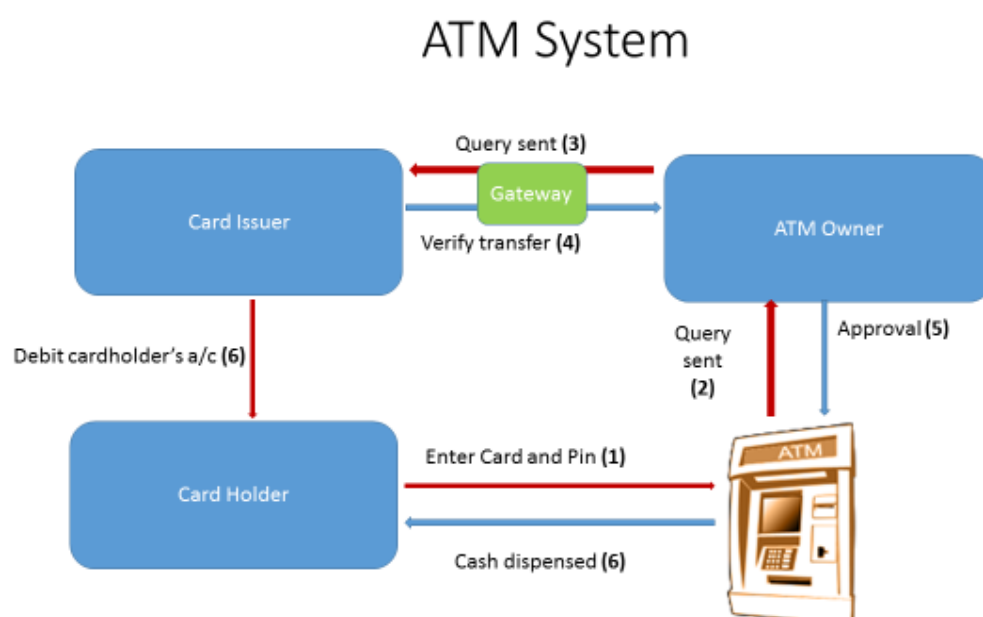 ATM System
Query sent (3)
Gateway
Card Issuer
ATM Owner
Verify transfer (4)
Query
sent
(2)
Approval (5)
Debit cardholder's a/c (6)
ATM
Enter Card and Pin (1)
Card Holder
Cash dispensed (6)